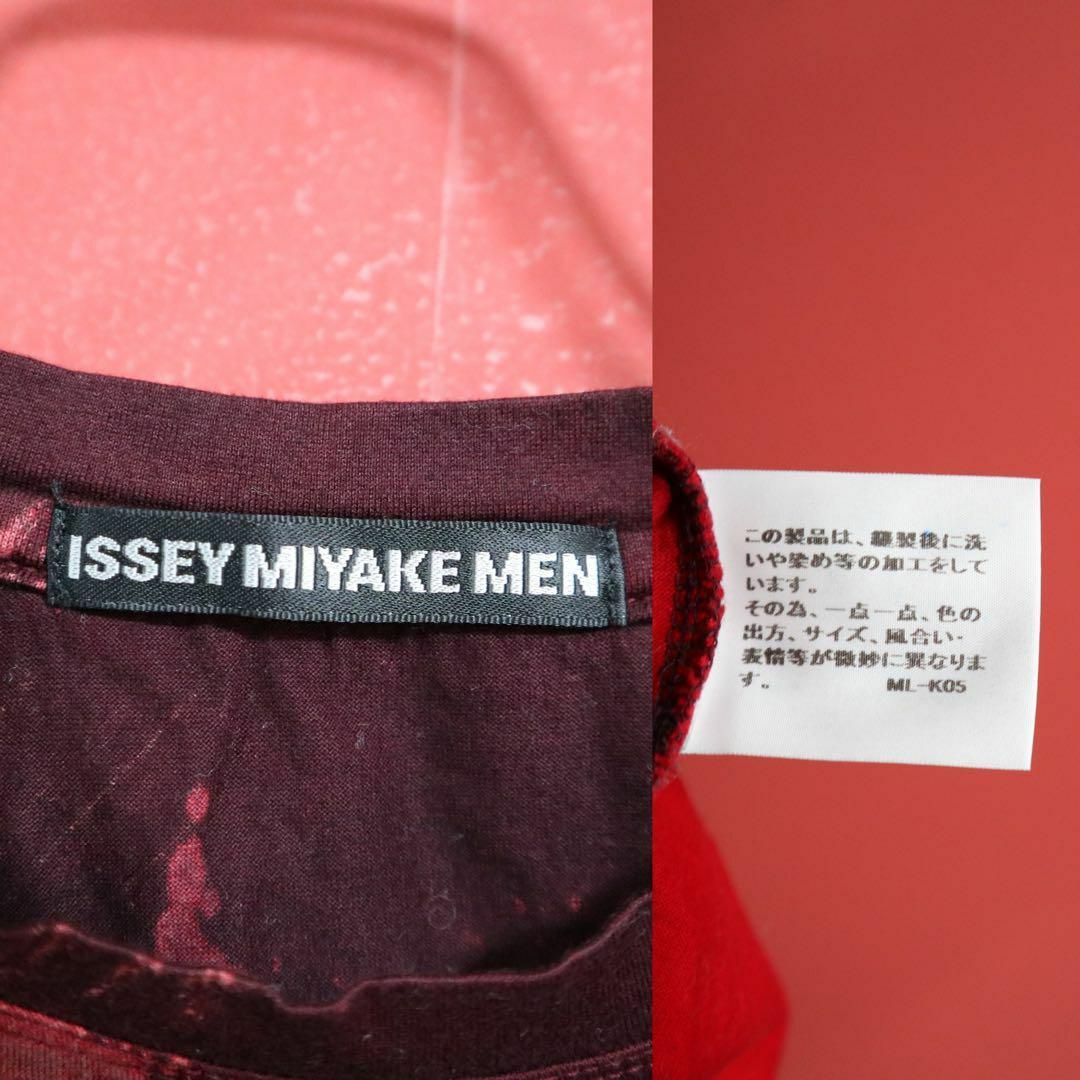 ISSEY MIYAKE MEN
この製品は、縫製後に洗
いや染め等の加工をして
います。
その為、一点一点、色の
出方、サイズ、風合い・
表情等が微妙に異なりま
す。 ML-K05